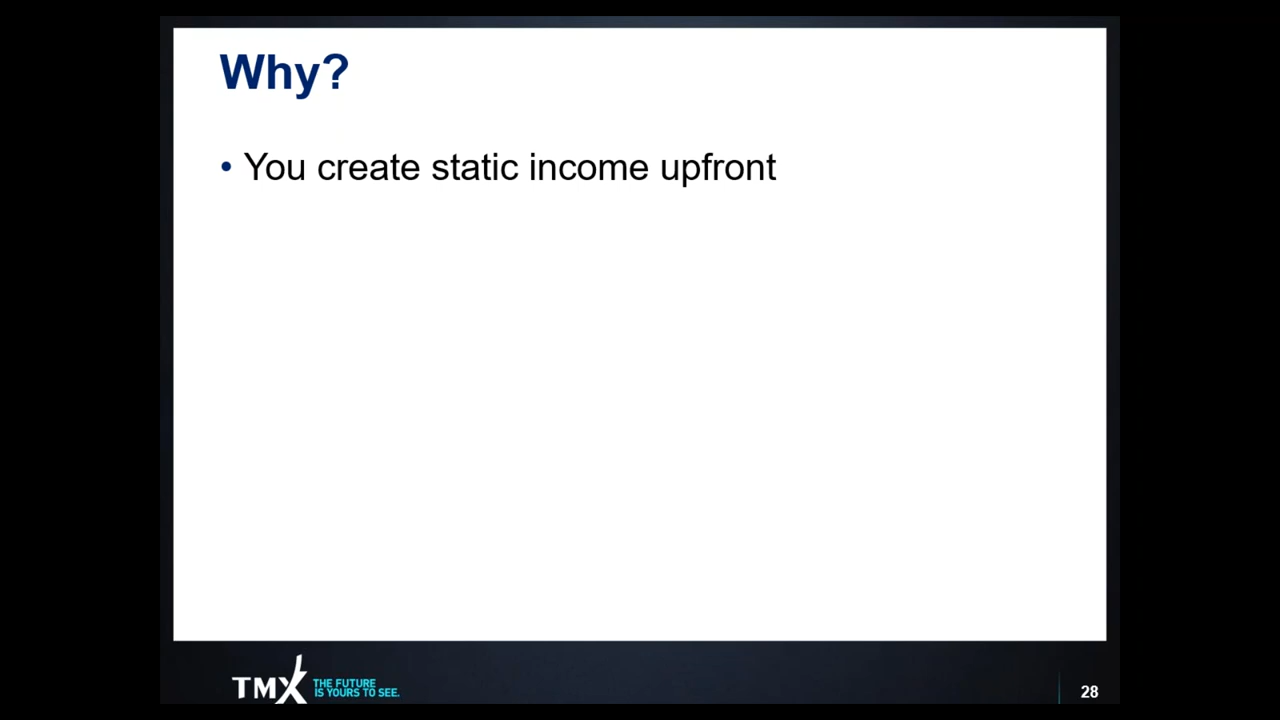 Why?
• You create static income upfront
TMX THE FUTURE
IS YOURS TO SEE.
28